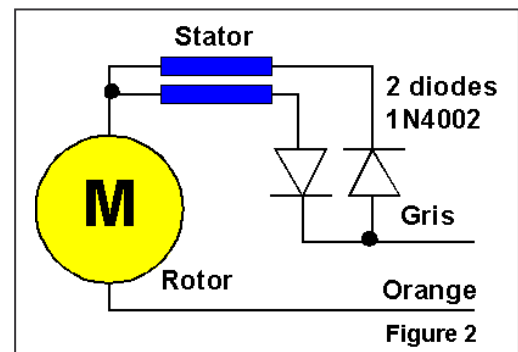 Stator
2 diodes
1N4002
M
Gris
Rotor
Orange
Figure 2